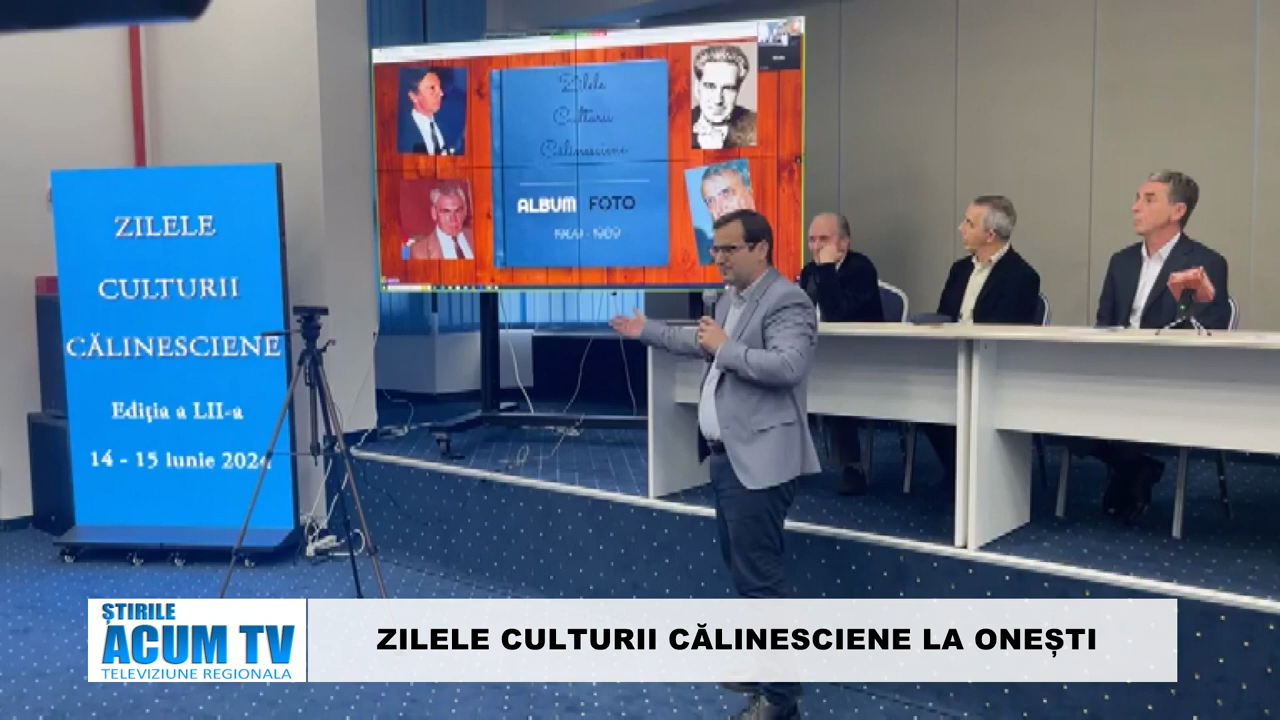 Zilele
Culturii
Călinesciene
ALBUM FOTO
ZILELE
CULTURII
CĂLINESCIENE
Ediția a LII-a
14 - 15 Iunie 2024
ȘTIRILE
ACUM TV
TELEVIZIUNE REGIONALA
ZILELE CULTURII CĂLINESCIENE LA ONEȘTI